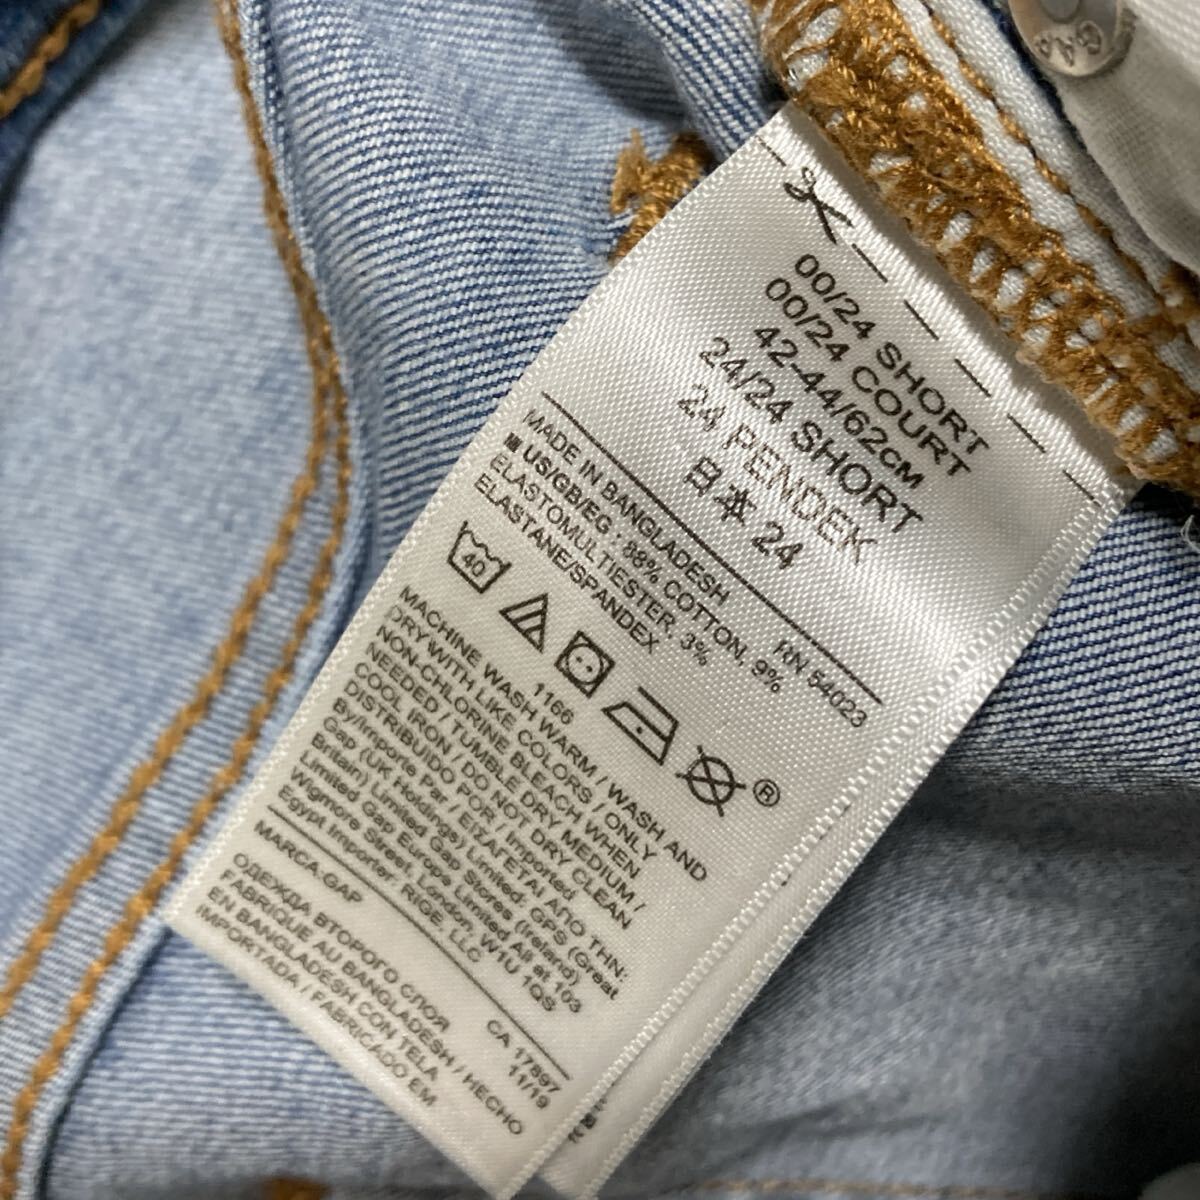 00/24 SHORT
00/24 COURT
42-44/62CM
24/24 SHORT
24 PENDEK
日本 24
MADE IN BANGLADESH RN 54023
US/GB/EG : 88% COTTON, 9%
ELASTOMULTIESTER, 3%
ELASTANE/SPANDEX
40
®
1166
MACHINE WASH WARM / WASH AND
DRY WITH LIKE COLORS / ONLY
NON-CHLORINE BLEACH WHEN
NEEDED / TUMBLE DRY MEDIUM /
COOL IRON / DO NOT DRY CLEAN
DISTRIBUIDO POR / Imported
By/Importe Par / ΕΙΖΑΓΕΤΑΙ ΑΠΟ ΤΗΝ:
Gap (UK Holdings) Limited; GPS (Great
Britain) Limited; Gap Stores (Ireland)
Limited Gap Europe Limited All at 103
Wigmore Street, London, W1U 1QS
Egypt Importer: RIGE, LLC
MARCA:GAP
CA 17897
11/19
ОДЕЖДА ВТОРОГО СЛОЯ
FABRIQUE AU BANGLADESH / HECHO
EN BANGLADESH CON TELA
IMPORTADA / FABRICADO EM